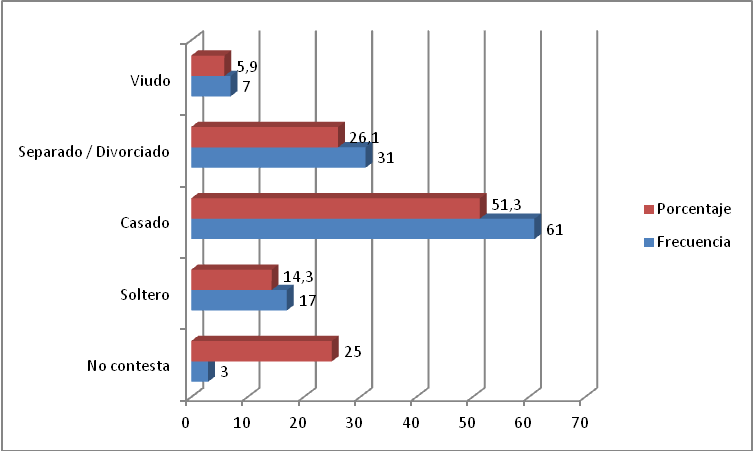 Viudo
5,9
7
Separado / Divorciado
26,1
31
Casado
51,3
61
Soltero
14,3
17
No contesta
25
3
Porcentaje
Frecuencia
0 10 20 30 40 50 60 70